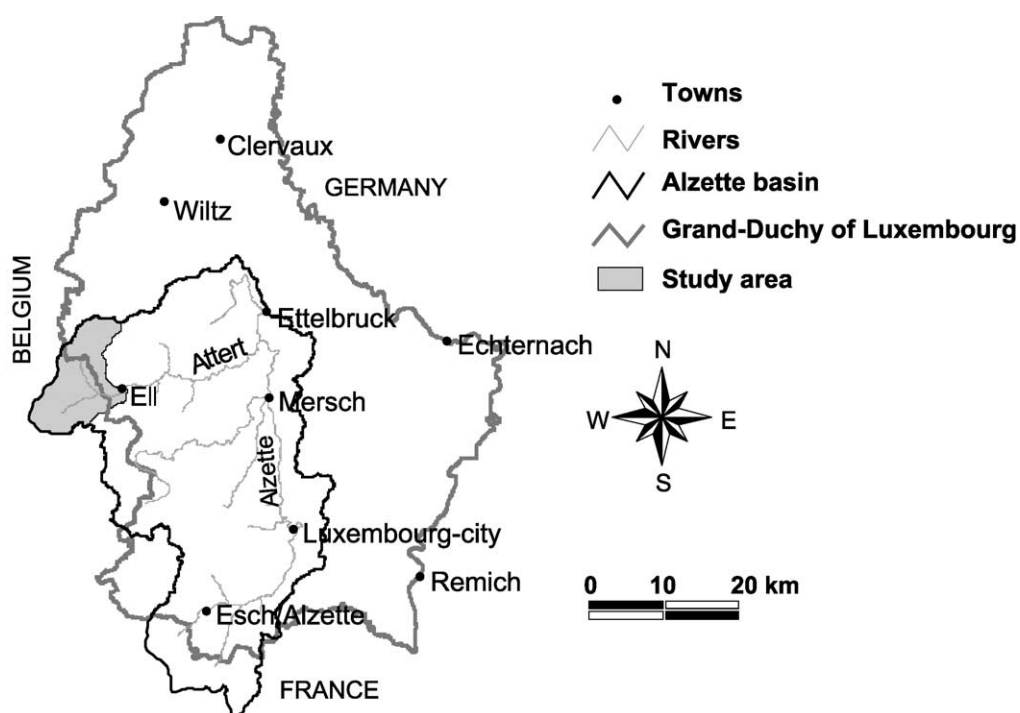 Clervaux
GERMANY
Wiltz
BELGIUM
Ettelbruck
Echternach
Attert
Ell
Mersch
Alzette
Luxembourg-city
Remich
Esch/Alzette
FRANCE
Towns
Rivers
Alzette basin
Grand-Duchy of Luxembourg
Study area
N
W
E
S
0 10 20 km